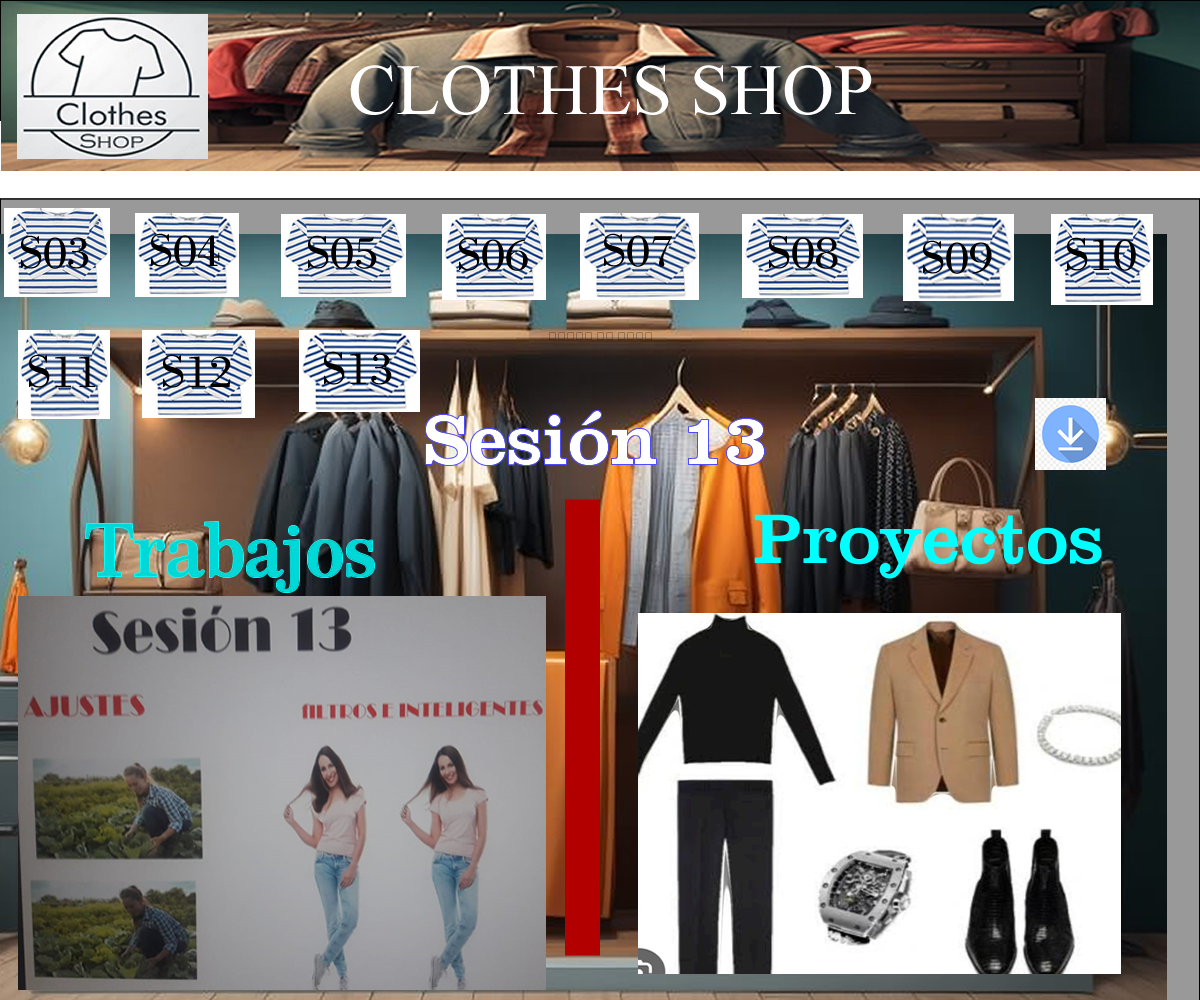 Clothes
SHOP
CLOTHES SHOP
S03 S04 S05 S06 S07 S08 S09 S10
S11 S12 S13
Sesión 13
Trabajos
Proyectos
Sesión 13
AJUSTES
FILTROS E INTELIGENTES